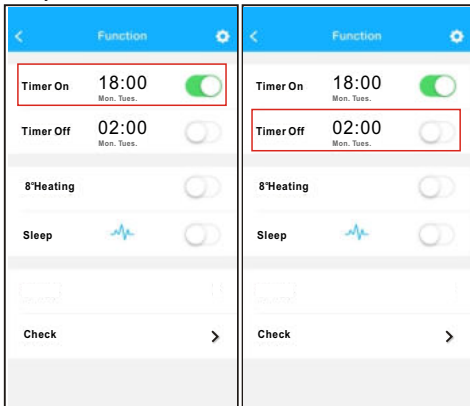 Function
Timer On 18:00
Mon. Tues.
Timer Off 02:00
Mon. Tues.
8°Heating
Sleep
Check
Function
Timer On 18:00
Mon. Tues.
Timer Off 02:00
Mon. Tues.
8°Heating
Sleep
Check